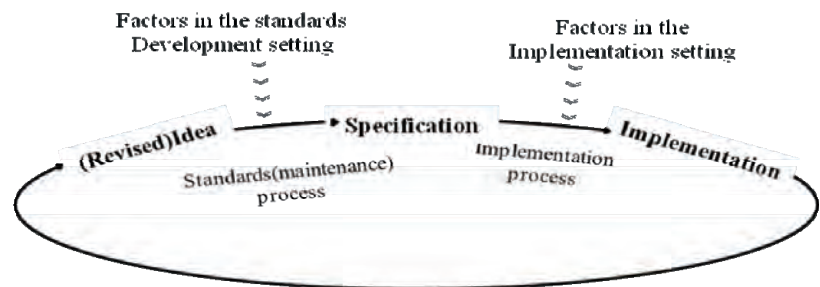 Factors in the standards
Development setting
Factors in the
Implementation setting
(Revised)Idea
Specification
Implementation
Standards(maintenance)
process
Implementation
process